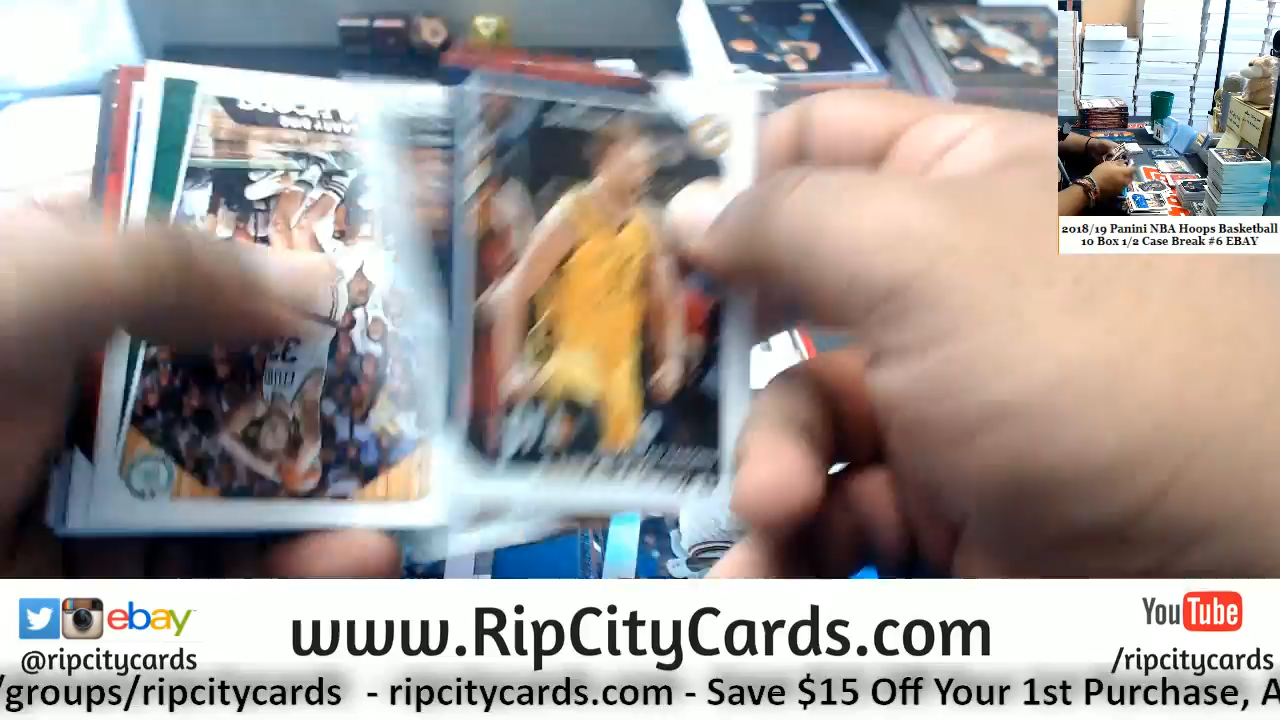 2018/19 Panini NBA Hoops Basketball
10 Box 1/2 Case Break #6 EBAY
ebay
www.RipCityCards.com
YouTube
@ripcitycards
/ripcitycards
/groups/ripcitycards - ripcitycards.com - Save $15 Off Your 1st Purchase, A